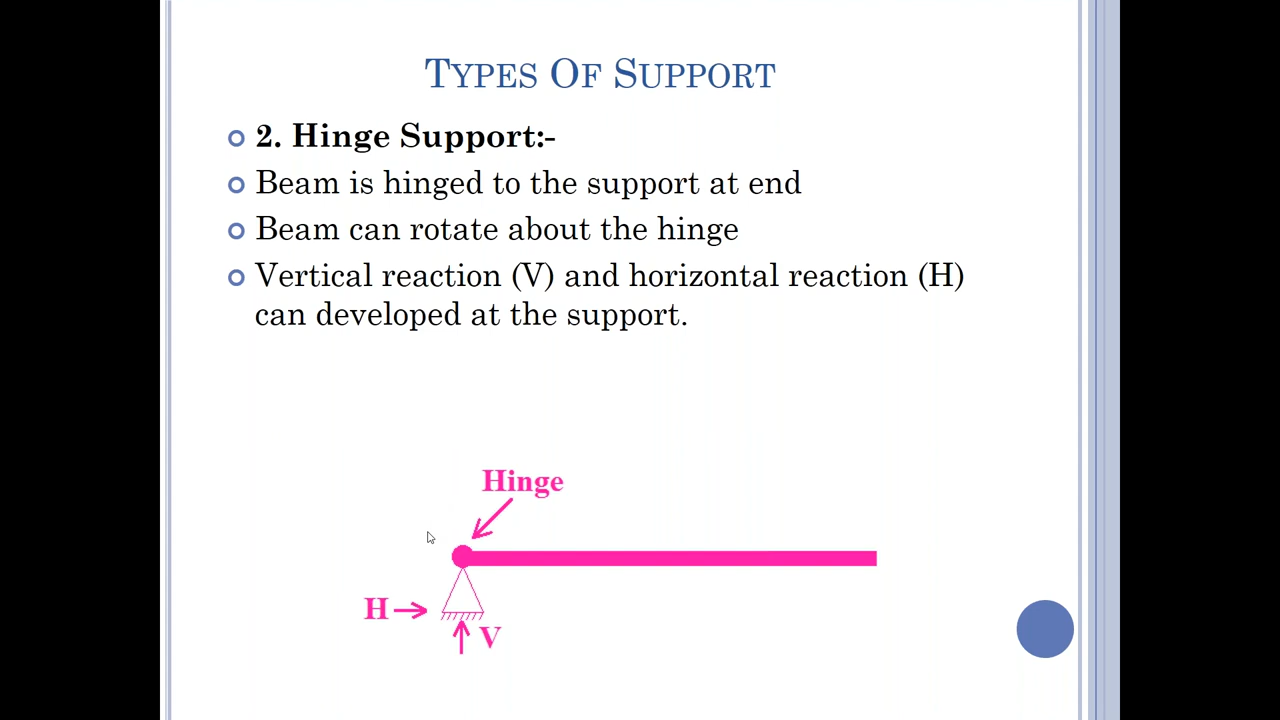 TYPES OF SUPPORT
2. Hinge Support:-
Beam is hinged to the support at end
Beam can rotate about the hinge
Vertical reaction (V) and horizontal reaction (H)
can developed at the support.
Hinge
H
V